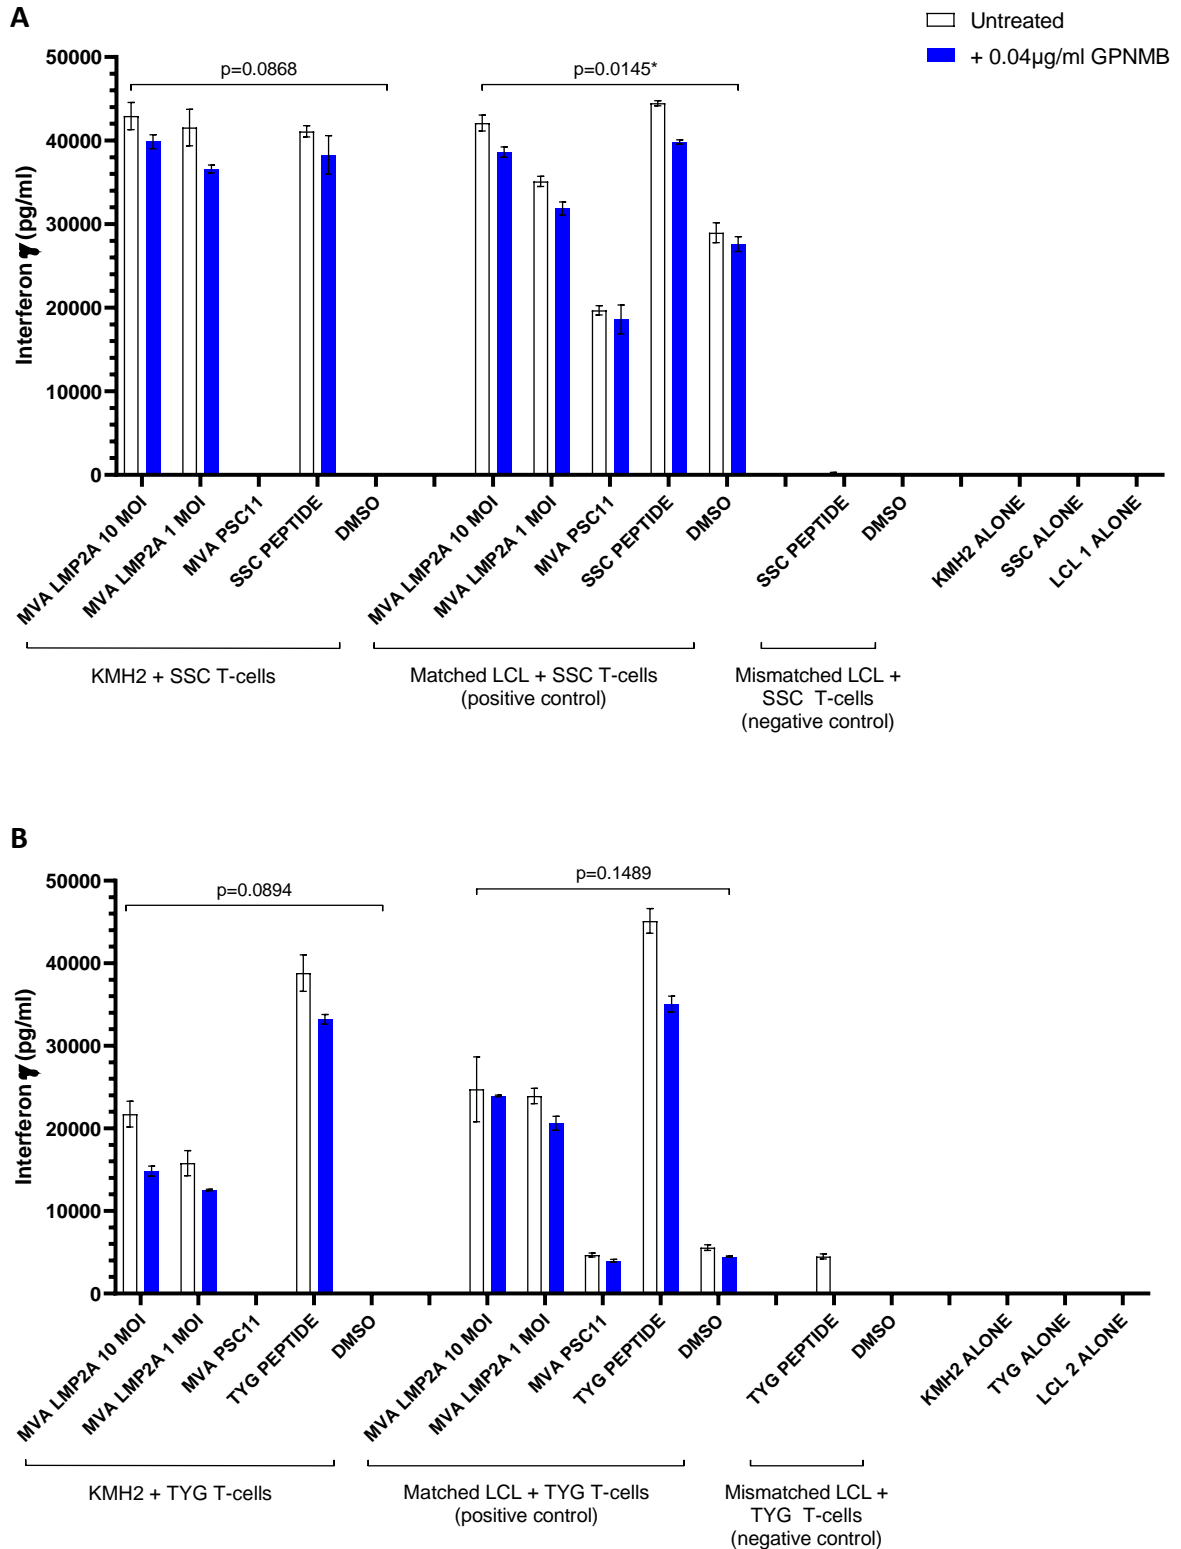 A
Untreated
+ 0.04µg/ml GPNMB
p=0.0868
p=0.0145*
50000
40000
30000
20000
10000
0
Interferon γ (pg/ml)
MVA LMP2A 10 MOI
MVA LMP2A 1 MOI
MVA PSC11
SSC PEPTIDE
DMSO
MVA LMP2A 10 MOI
MVA LMP2A 1 MOI
MVA PSC11
SSC PEPTIDE
DMSO
SSC PEPTIDE
DMSO
KMH2 ALONE
SSC ALONE
LCL 1 ALONE
KMH2 + SSC T-cells
Matched LCL + SSC T-cells
(positive control)
Mismatched LCL +
SSC T-cells
(negative control)
B
p=0.0894
p=0.1489
50000
40000
30000
20000
10000
0
Interferon γ (pg/ml)
MVA LMP2A 10 MOI
MVA LMP2A 1 MOI
MVA PSC11
TYG PEPTIDE
DMSO
MVA LMP2A 10 MOI
MVA LMP2A 1 MOI
MVA PSC11
TYG PEPTIDE
DMSO
TYG PEPTIDE
DMSO
KMH2 ALONE
TYG ALONE
LCL 2 ALONE
KMH2 + TYG T-cells
Matched LCL + TYG T-cells
(positive control)
Mismatched LCL +
TYG T-cells
(negative control)